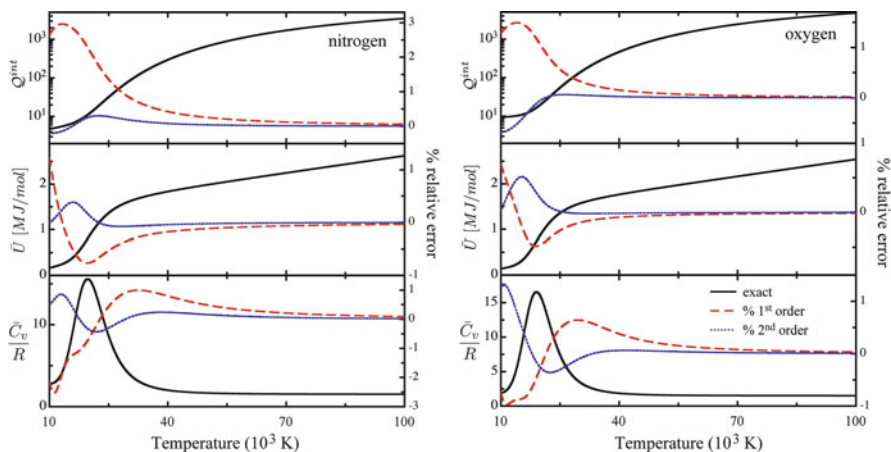 nitrogen
10³
10²
10¹
Q^int
3
2
1
0
2
1
0
Ū [MJ/mol]
1
0
-1
% relative error
10
5
0
C̄v/R
1
0
-1
-2
-3
10 40 70 100
Temperature (10³ K)
oxygen
10³
10²
10¹
Q^int
1
0
1
2
1
0
Ū [MJ/mol]
0
% relative error
15
10
5
0
C̄v/R
1
0
-1
exact
% 1st order
% 2nd order
10 40 70 100
Temperature (10³ K)